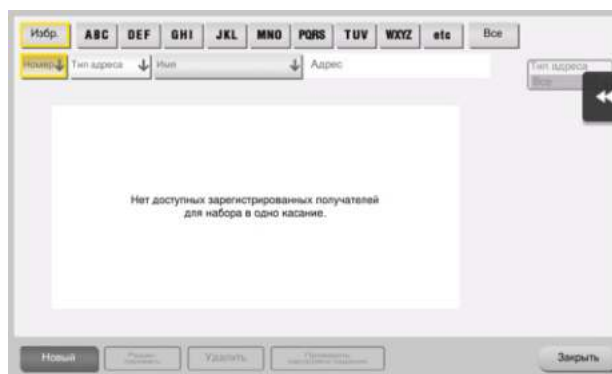 Избр. ABC DEF GHI JKL MNO PQRS TUV WXYZ etc Все
Номер Тип адреса Имя Адрес
Тип адреса
Все
Нет доступных зарегистрированных получателей
для набора в одно касание.
Новый Удалить Закрыть